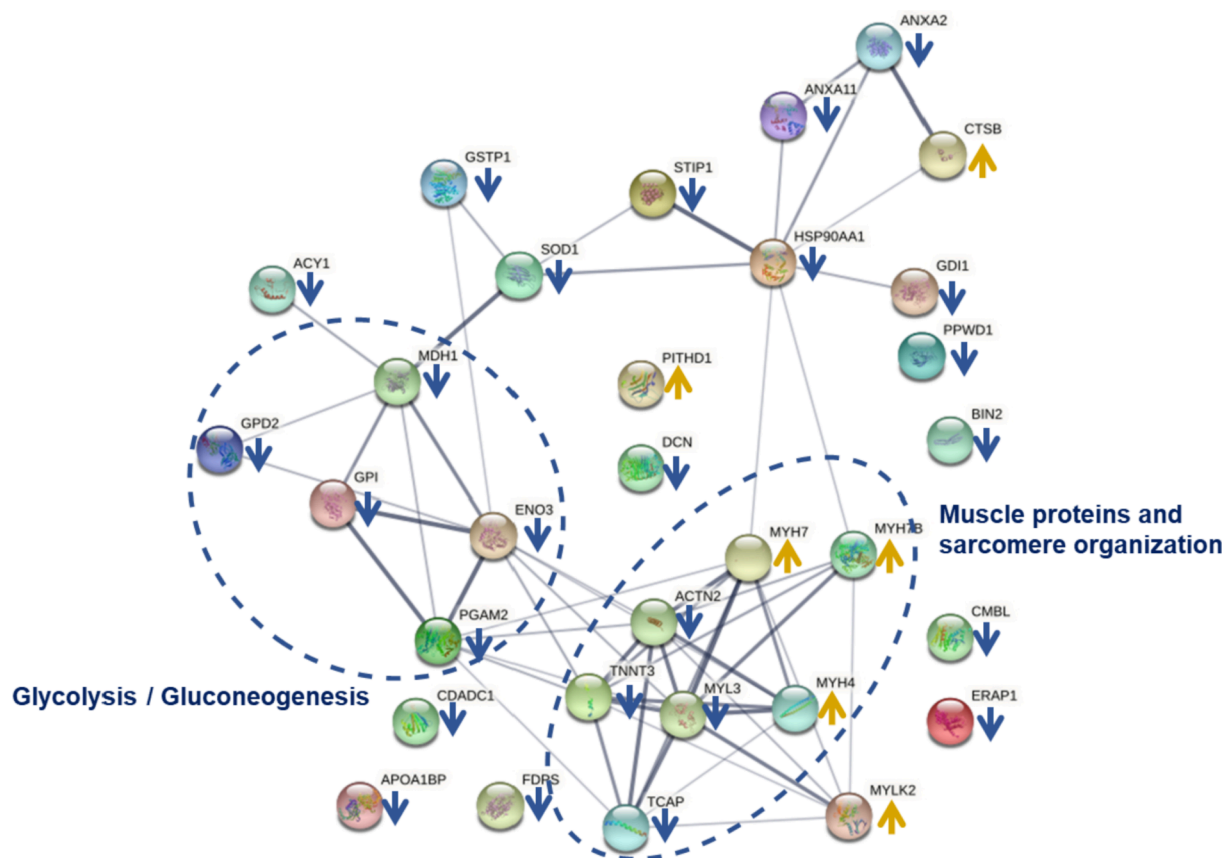 ANXA2
ANXA11
CTSB
GSTP1
STIP1
SOD1
HSP90AA1
ACY1
GDI1
PPWD1
MDH1
PITHD1
GPD2
BIN2
DCN
GPI
ENO3
Muscle proteins and
sarcomere organization
MYH7
MYH7B
ACTN2
PGAM2
CMBL
TNNT3
MYL3
MYH4
Glycolysis / Gluconeogenesis
CDADC1
ERAP1
APOA1BP
FDPS
TCAP
MYLK2